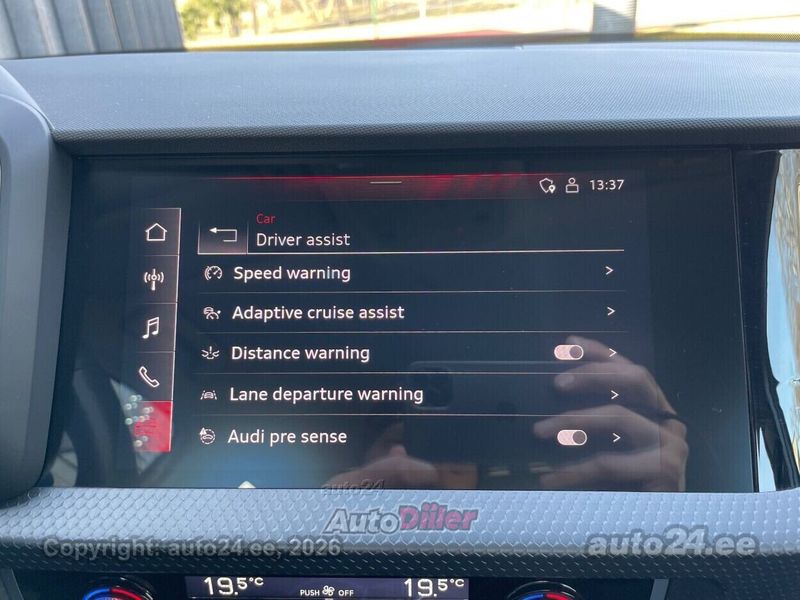 13:37
Car
Driver assist
Speed warning
Adaptive cruise assist
Distance warning
Lane departure warning
Audi pre sense
auto24
AutoDiiler
Copyright: auto24.ee, 2026
auto24.ee
19.5°C PUSH OFF 19.5°C